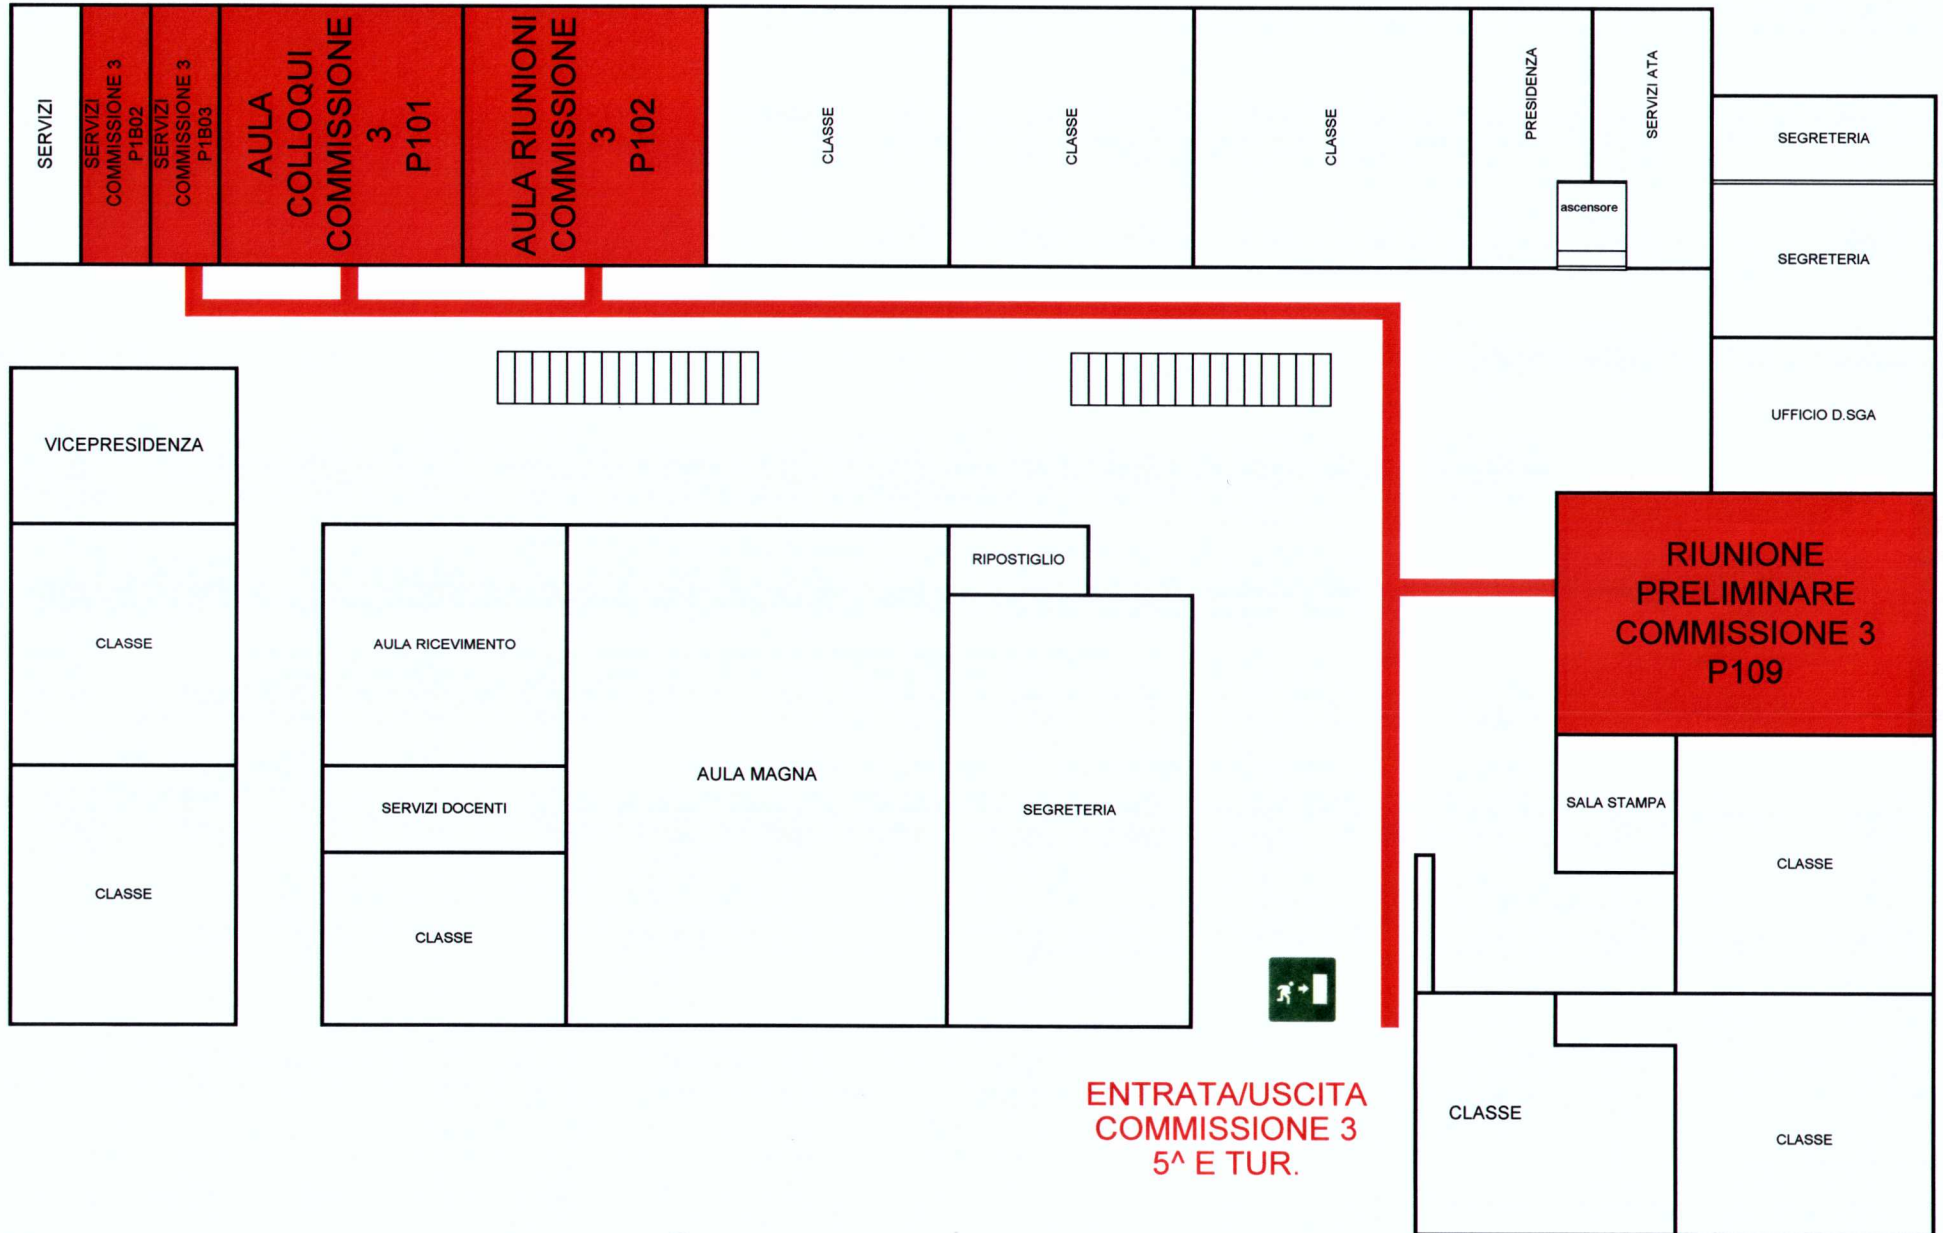 SERVIZI
SERVIZI
COMMISSIONE 3
P1B02
SERVIZI
COMMISSIONE 3
P1B03
AULA
COLLOQUI
COMMISSIONE
3
P101
AULA RIUNIONI
COMMISSIONE
3
P102
CLASSE
CLASSE
CLASSE
PRESIDENZA
SERVIZI ATA
ascensore
SEGRETERIA
SEGRETERIA
UFFICIO D.SGA
VICEPRESIDENZA
CLASSE
CLASSE
AULA RICEVIMENTO
SERVIZI DOCENTI
CLASSE
AULA MAGNA
RIPOSTIGLIO
SEGRETERIA
RIUNIONE
PRELIMINARE
COMMISSIONE 3
P109
SALA STAMPA
CLASSE
CLASSE
CLASSE
ENTRATA/USCITA
COMMISSIONE 3
5^ E TUR.